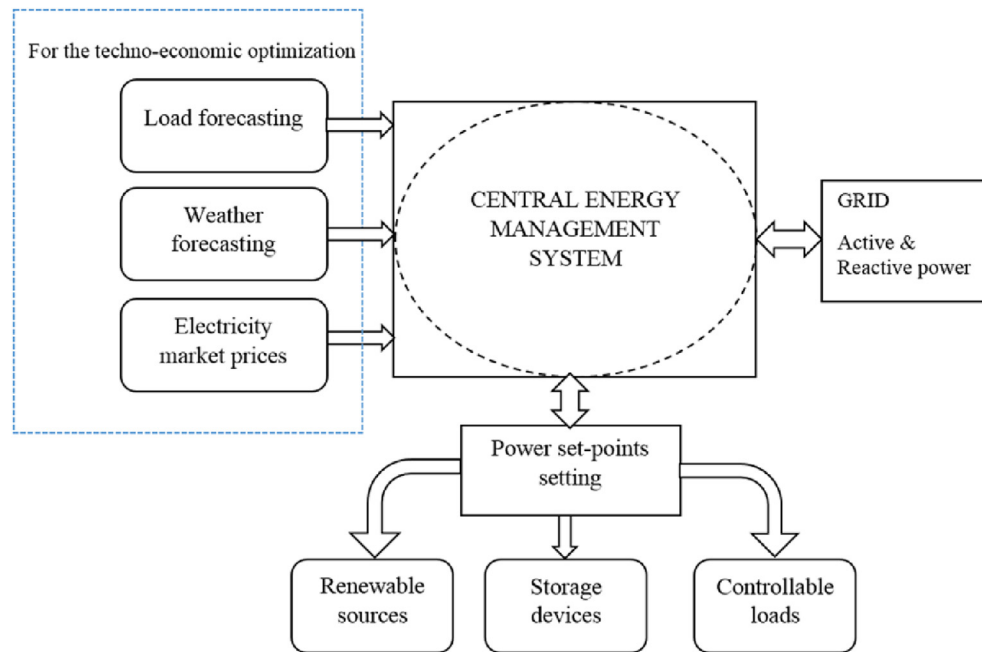 For the techno-economic optimization
Load forecasting
Weather
forecasting
Electricity
market prices
CENTRAL ENERGY
MANAGEMENT
SYSTEM
GRID
Active &
Reactive power
Power set-points
setting
Renewable
sources
Storage
devices
Controllable
loads